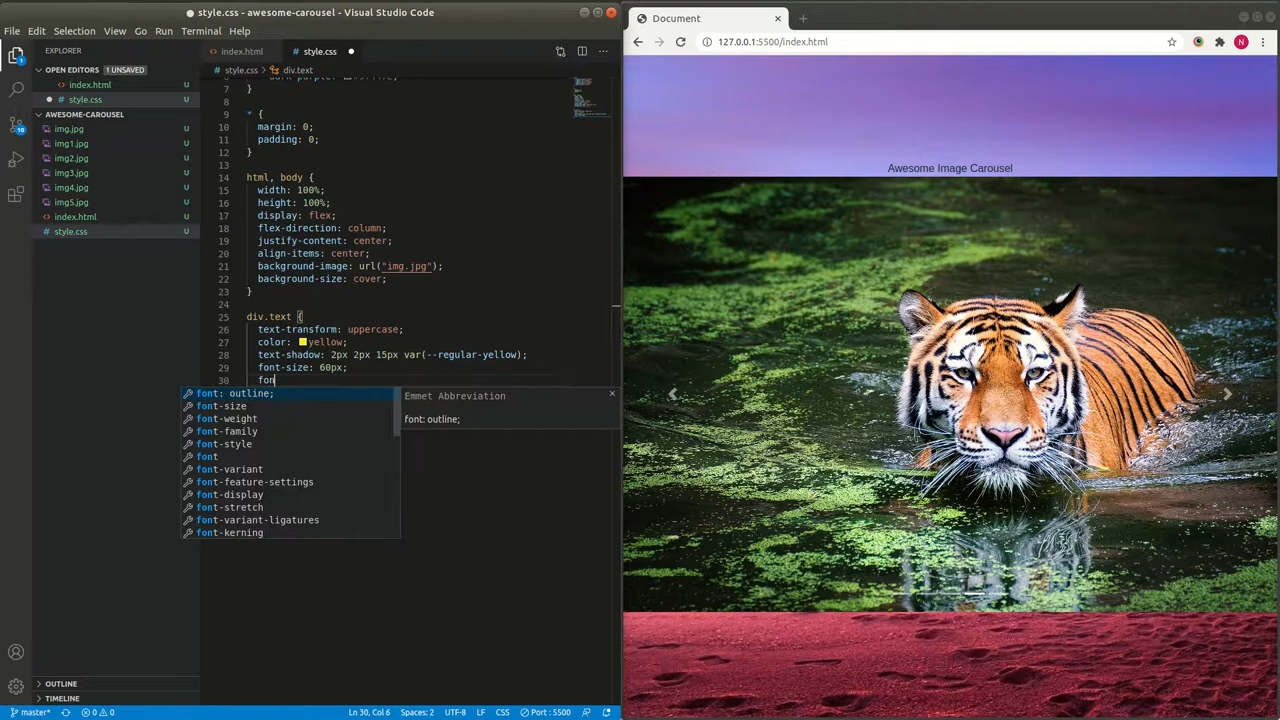 style.css - awesome-carousel - Visual Studio Code
File Edit Selection View Go Run Terminal Help
EXPLORER
OPEN EDITORS 1 UNSAVED
index.html U
style.css U
AWESOME-CAROUSEL
img.jpg U
img1.jpg U
img2.jpg U
img3.jpg U
img4.jpg U
img5.jpg U
index.html U
style.css U
OUTLINE
TIMELINE
1
10
index.html
style.css
style.css > div.text
7 }
8
9 * {
10 margin: 0;
11 padding: 0;
12 }
13
14 html, body {
15 width: 100%;
16 height: 100%;
17 display: flex;
18 flex-direction: column;
19 justify-content: center;
20 align-items: center;
21 background-image: url("img.jpg");
22 background-size: cover;
23 }
24
25 div.text {
26 text-transform: uppercase;
27 color: yellow;
28 text-shadow: 2px 2px 15px var(--regular-yellow);
29 font-size: 60px;
30 fon
font: outline;
font-size
font-weight
font-family
font-style
font
font-variant
font-feature-settings
font-display
font-stretch
font-variant-ligatures
font-kerning
Emmet Abbreviation
font: outline;
master* 0 0 Ln 30, Col 6 Spaces: 2 UTF-8 LF CSS Port : 5500
Document
127.0.0.1:5500/index.html
N
Awesome Image Carousel